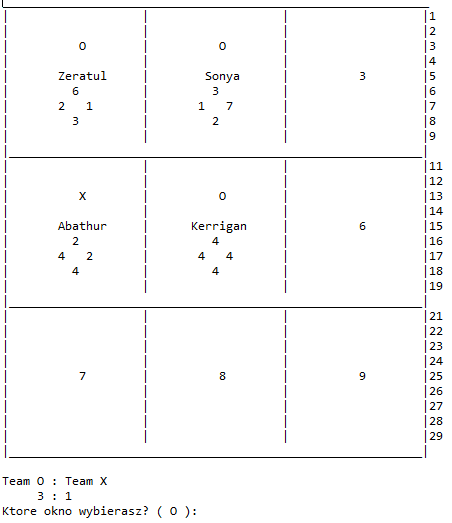 1
2
O O 3
4
Zeratul Sonya 3 5
6 3 6
2 1 1 7 7
3 2 8
9
11
12
X O 13
14
Abathur Kerrigan 6 15
2 4 16
4 2 4 4 17
4 4 18
19
21
22
23
24
7 8 9 25
26
27
28
29
Team O : Team X
3 : 1
Ktore okno wybierasz? ( O ):